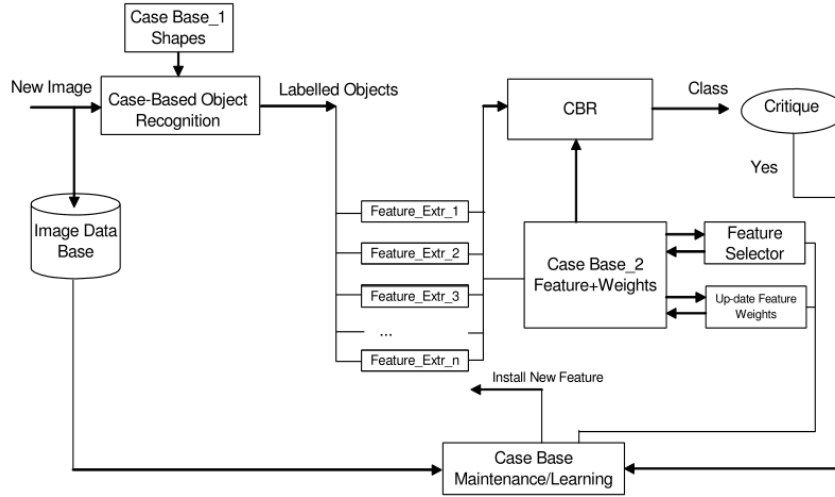 Case Base_1
Shapes
New Image
Case-Based Object
Recognition
Labelled Objects
CBR
Class
Critique
Yes
Image Data
Base
Feature_Extr_1
Feature_Extr_2
Feature_Extr_3
...
Feature_Extr_n
Case Base_2
Feature+Weights
Feature
Selector
Up-date Feature
Weights
Install New Feature
Case Base
Maintenance/Learning